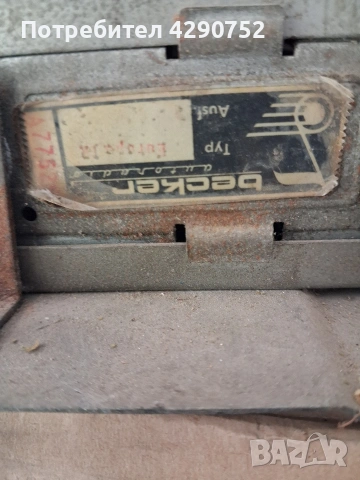 Потребител 4290752
becker
autoradio
Typ Europa
Ausf.
BAZAR